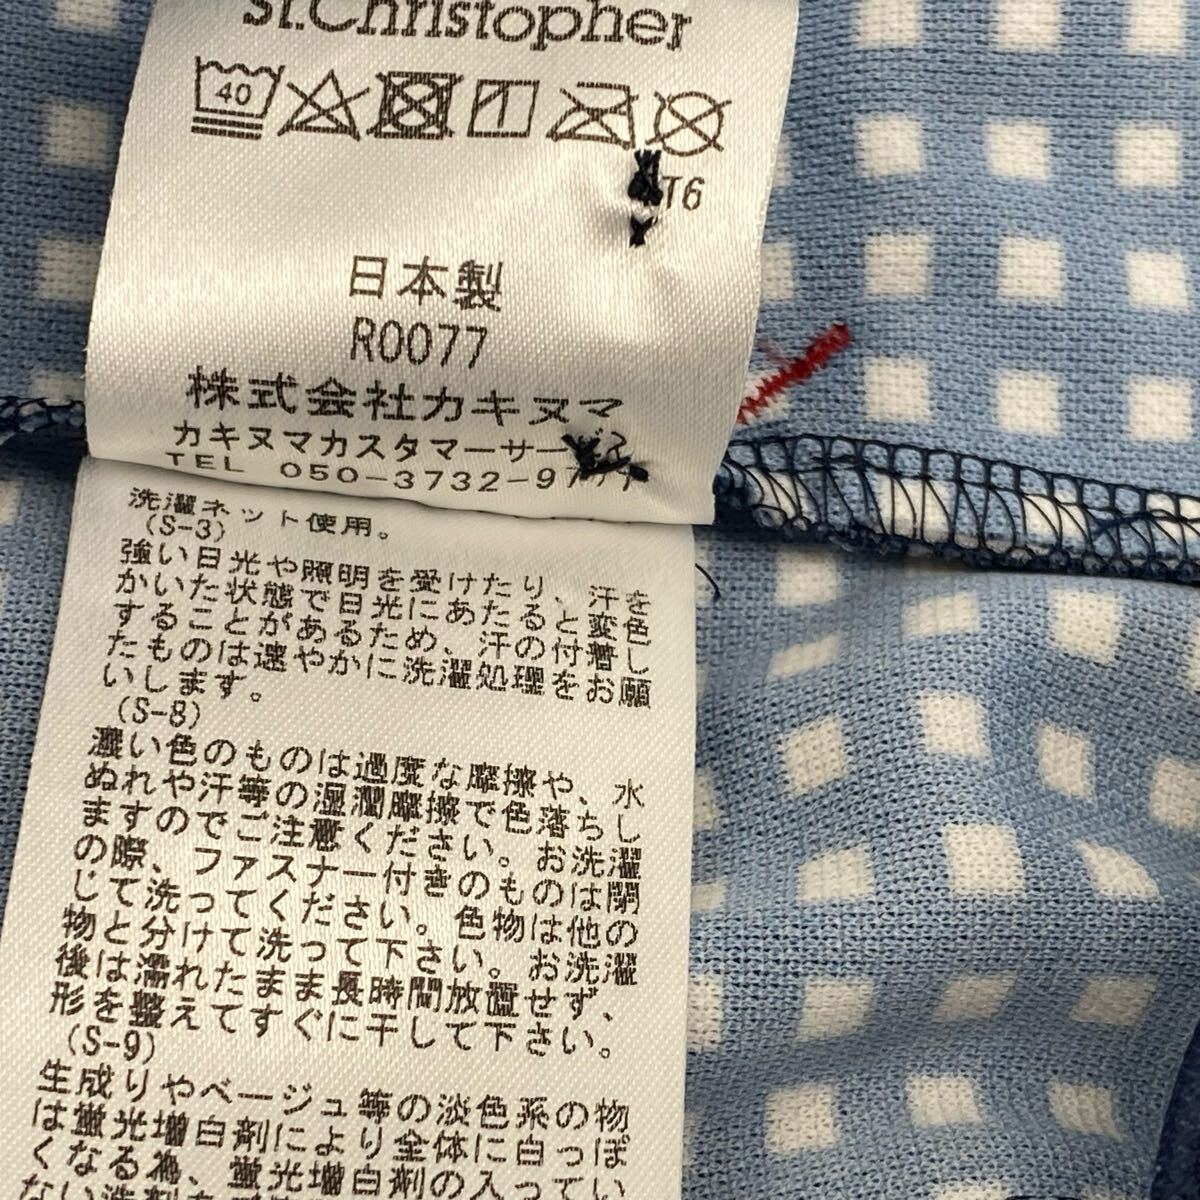 St.Christopher
40
T6
日本製
R0077
株式会社カキヌマ
カキヌマカスタマーサービス
TEL 050-3732-9777
洗濯ネット使用。
(S-3)
強い日光や照明を受けたり、汗を
かいた状態で日光にあたると変色
することがあるため、汗の付着し
たものは速やかに洗濯処理をお願
いします。
(S-8)
濃い色のものは過度な摩擦や、水
ぬれや汗等の湿潤摩擦で色落ちし
ますのでご注意ください。お洗濯
の際、ファスナー付きのものは閉
じて洗ってください。色物は他の
物と分けて洗って下さい。お洗濯
後は濡れたまま長時間放置せず、
形を整えてすぐに干して下さい。
(S-9)
生成りやベージュ等の淡色系の物
は蛍光増白剤により全体に白っぽ
くなる為、蛍光増白剤の入ってい
ない洗剤を